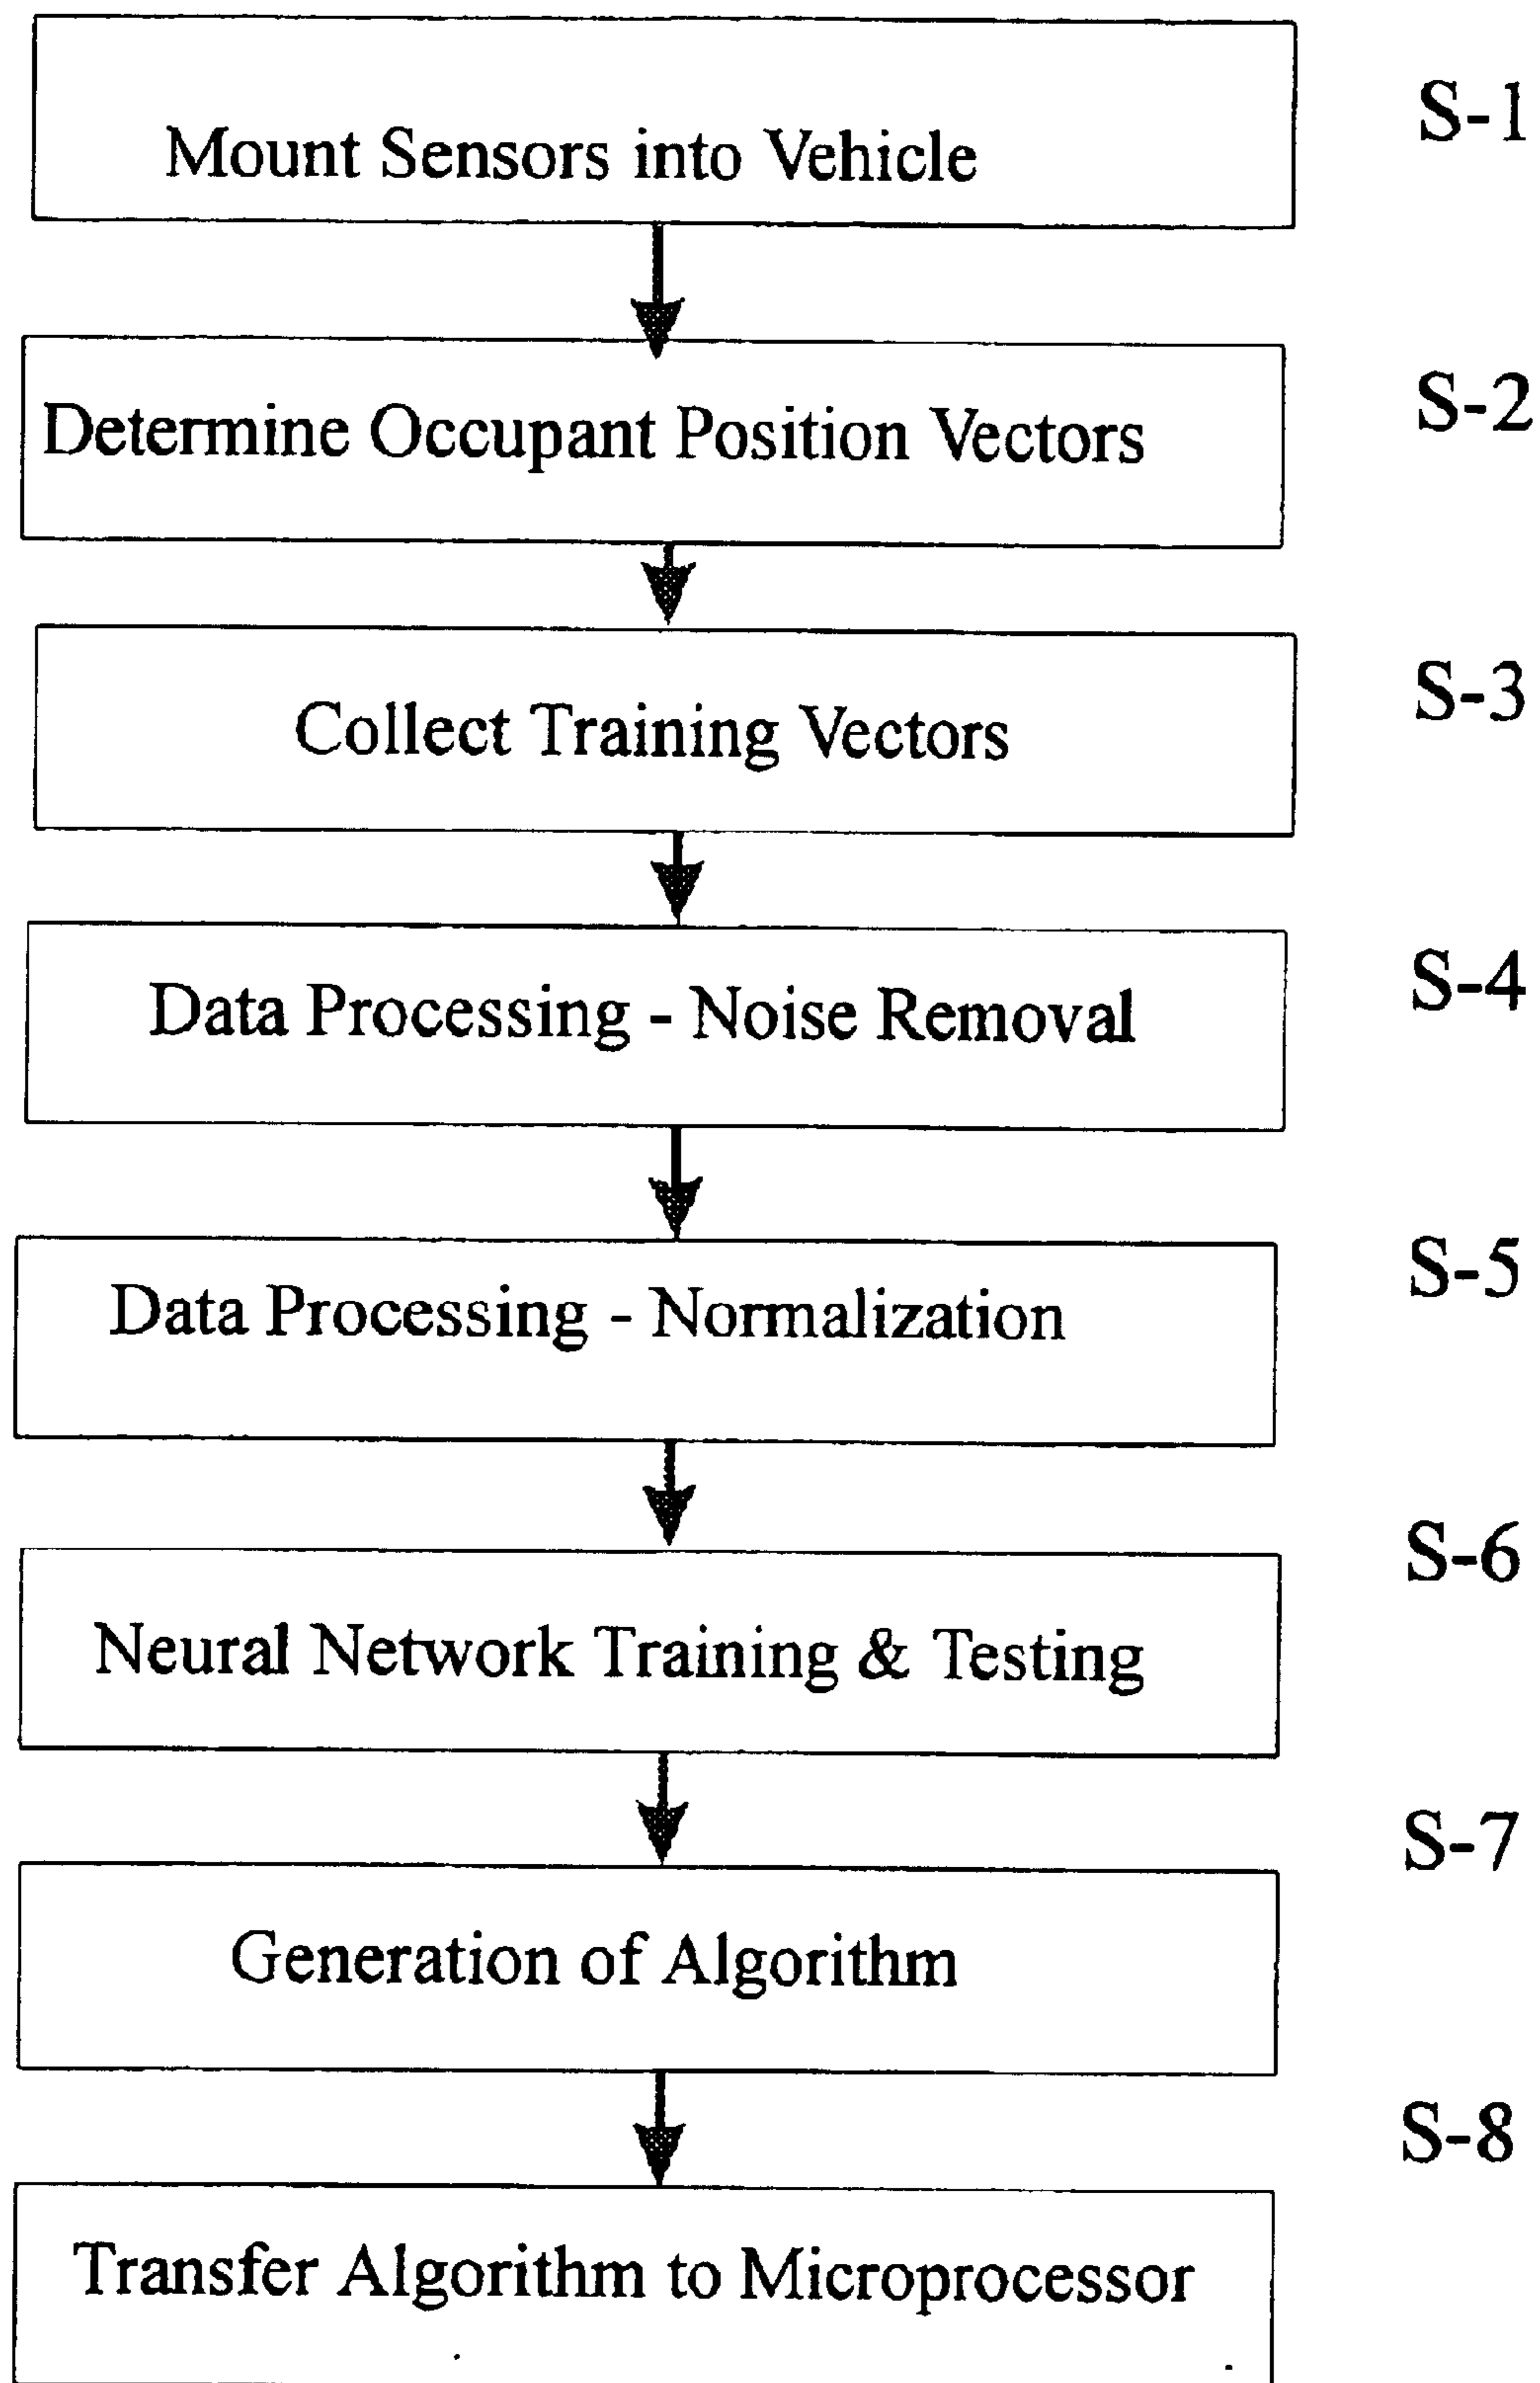 Mount Sensors into Vehicle
S-1
Determine Occupant Position Vectors
S-2
Collect Training Vectors
S-3
Data Processing - Noise Removal
S-4
Data Processing - Normalization
S-5
Neural Network Training & Testing
S-6
Generation of Algorithm
S-7
Transfer Algorithm to Microprocessor
S-8